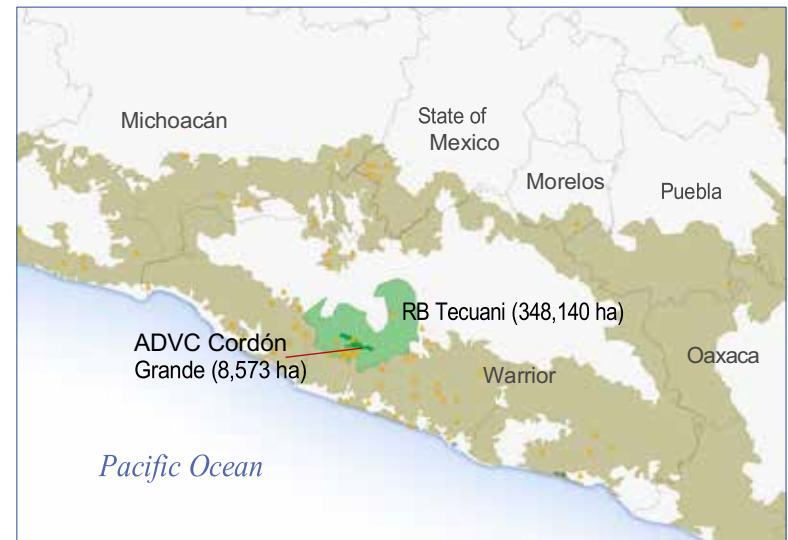 Michoacán
State of
Mexico
Morelos
Puebla
RB Tecuani (348,140 ha)
ADVC Cordón
Grande (8,573 ha)
Warrior
Oaxaca
Pacific Ocean